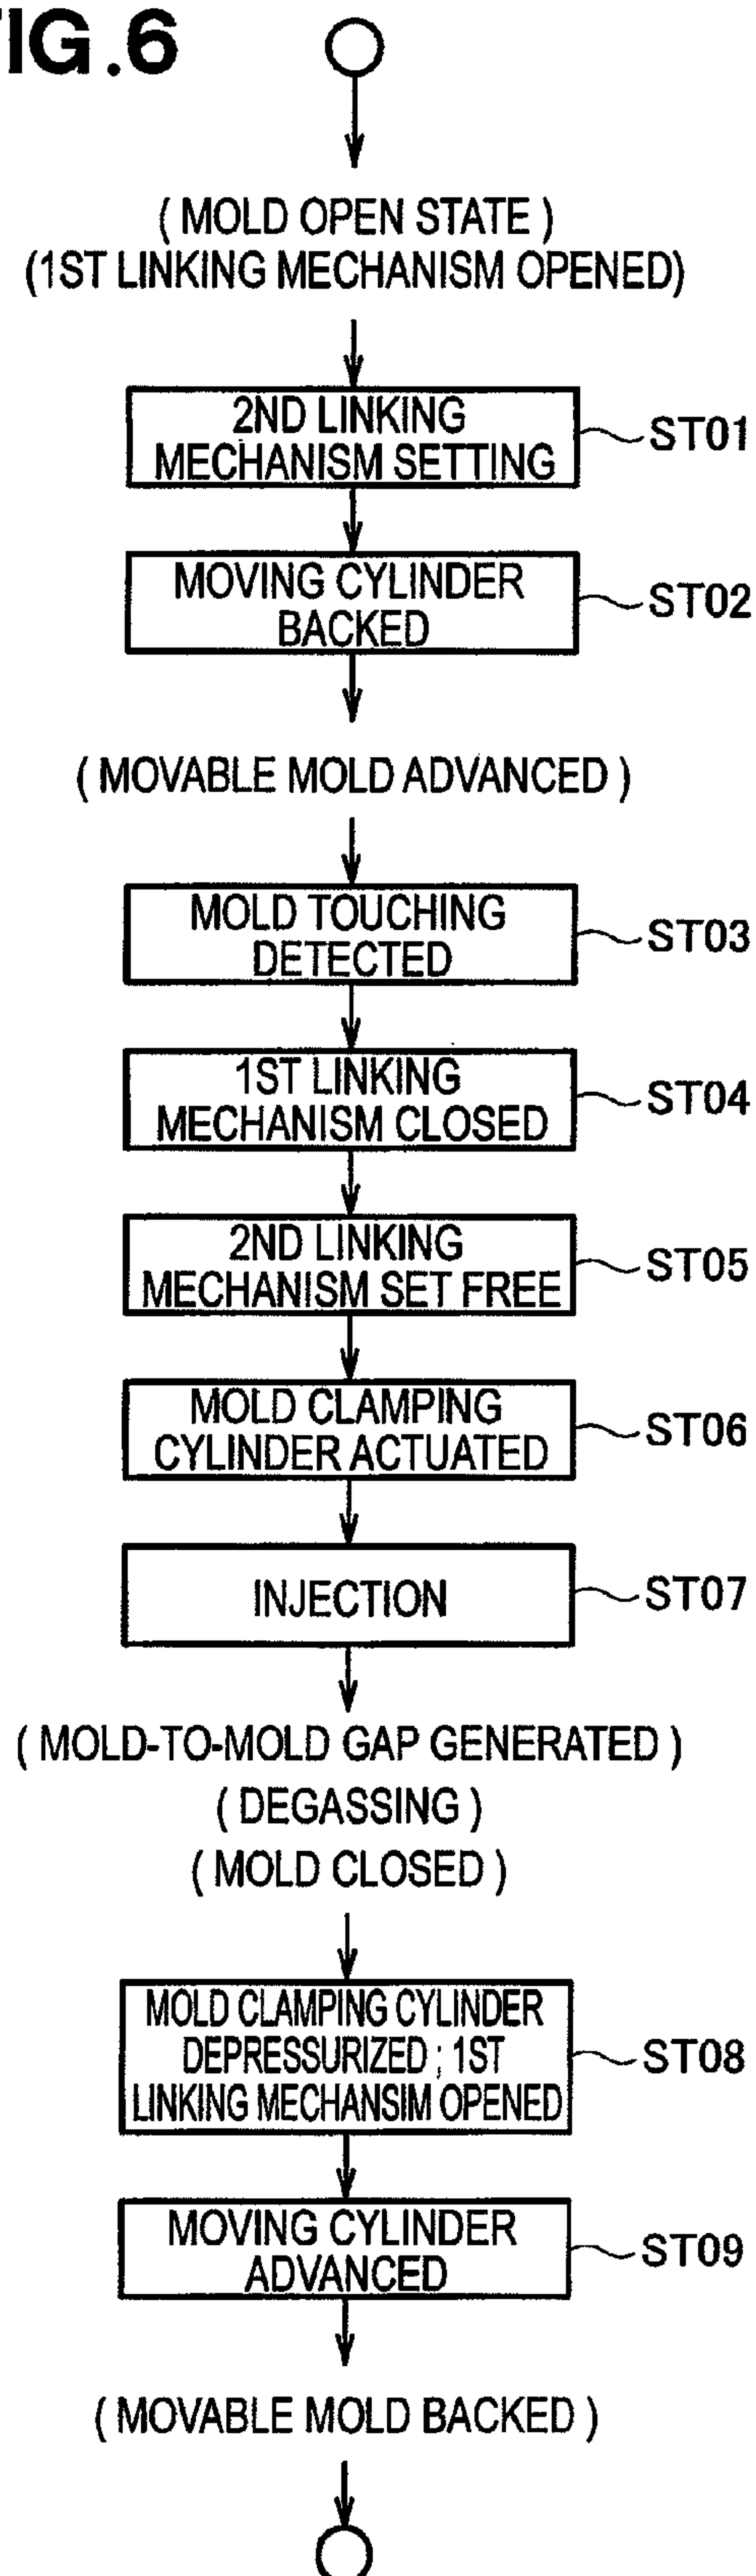 FIG.6
( MOLD OPEN STATE )
(1ST LINKING MECHANISM OPENED)
2ND LINKING
MECHANISM SETTING
ST01
MOVING CYLINDER
BACKED
ST02
( MOVABLE MOLD ADVANCED )
MOLD TOUCHING
DETECTED
ST03
1ST LINKING
MECHANISM CLOSED
ST04
2ND LINKING
MECHANISM SET FREE
ST05
MOLD CLAMPING
CYLINDER ACTUATED
ST06
INJECTION
ST07
( MOLD-TO-MOLD GAP GENERATED )
( DEGASSING )
( MOLD CLOSED )
MOLD CLAMPING CYLINDER
DEPRESSURIZED ; 1ST
LINKING MECHANSIM OPENED
ST08
MOVING CYLINDER
ADVANCED
ST09
( MOVABLE MOLD BACKED )